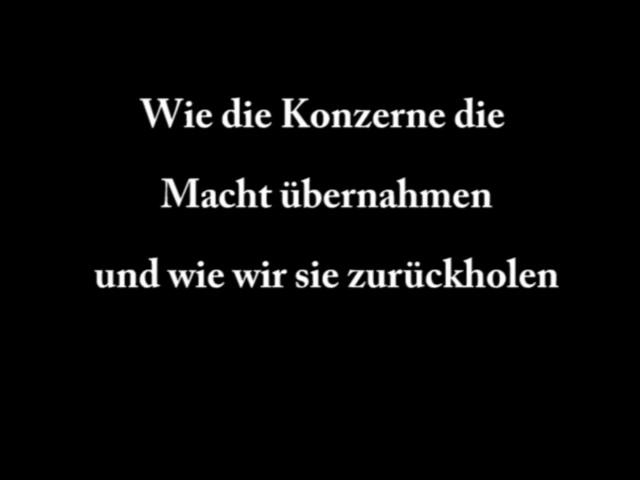 Wie die Konzerne die
Macht übernahmen
und wie wir sie zurückholen